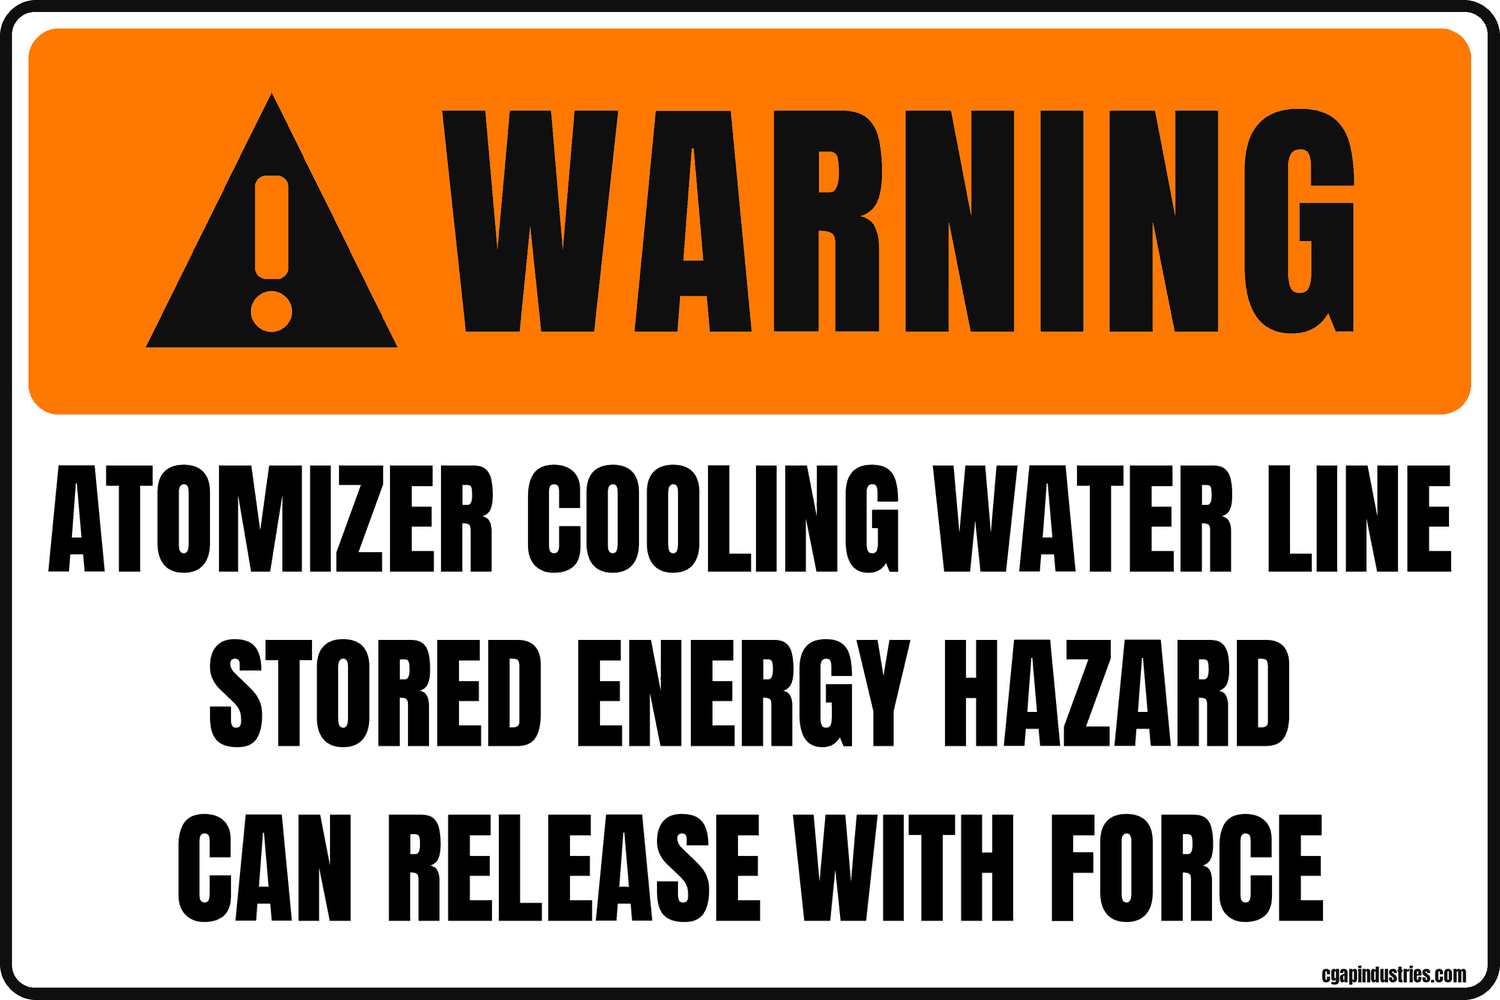 WARNING
ATOMIZER COOLING WATER LINE
STORED ENERGY HAZARD
CAN RELEASE WITH FORCE
cgapindustries.com